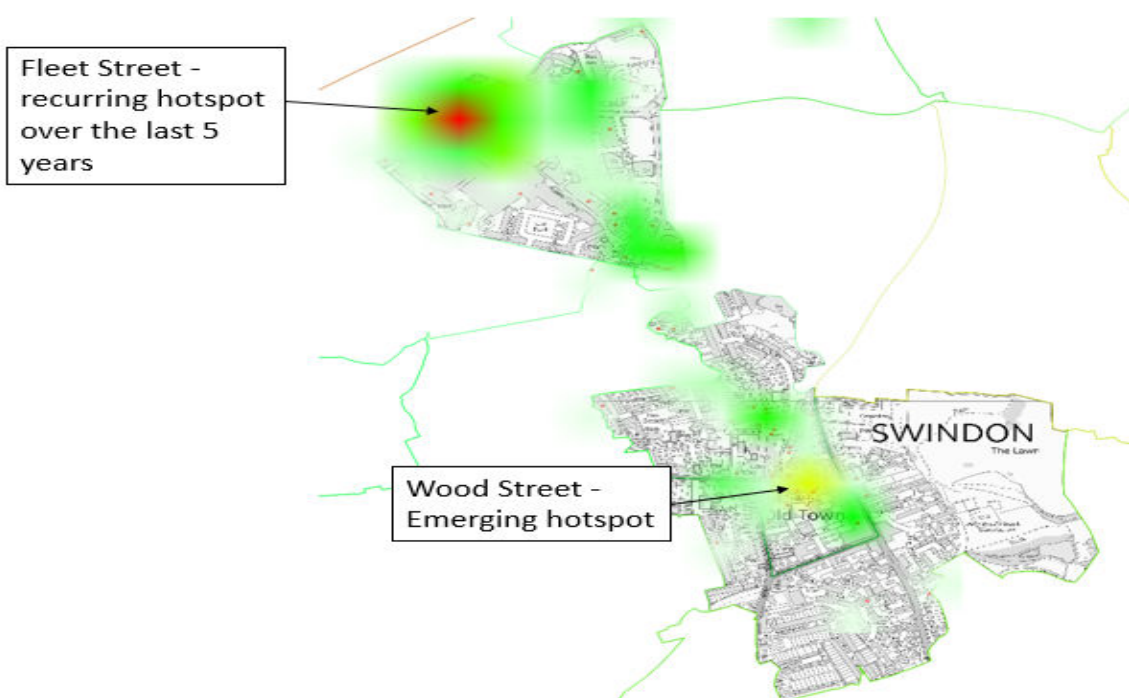 Fleet Street -
recurring hotspot
over the last 5
years
SWINDON
The Lawn
Wood Street -
Emerging hotspot
Old Town